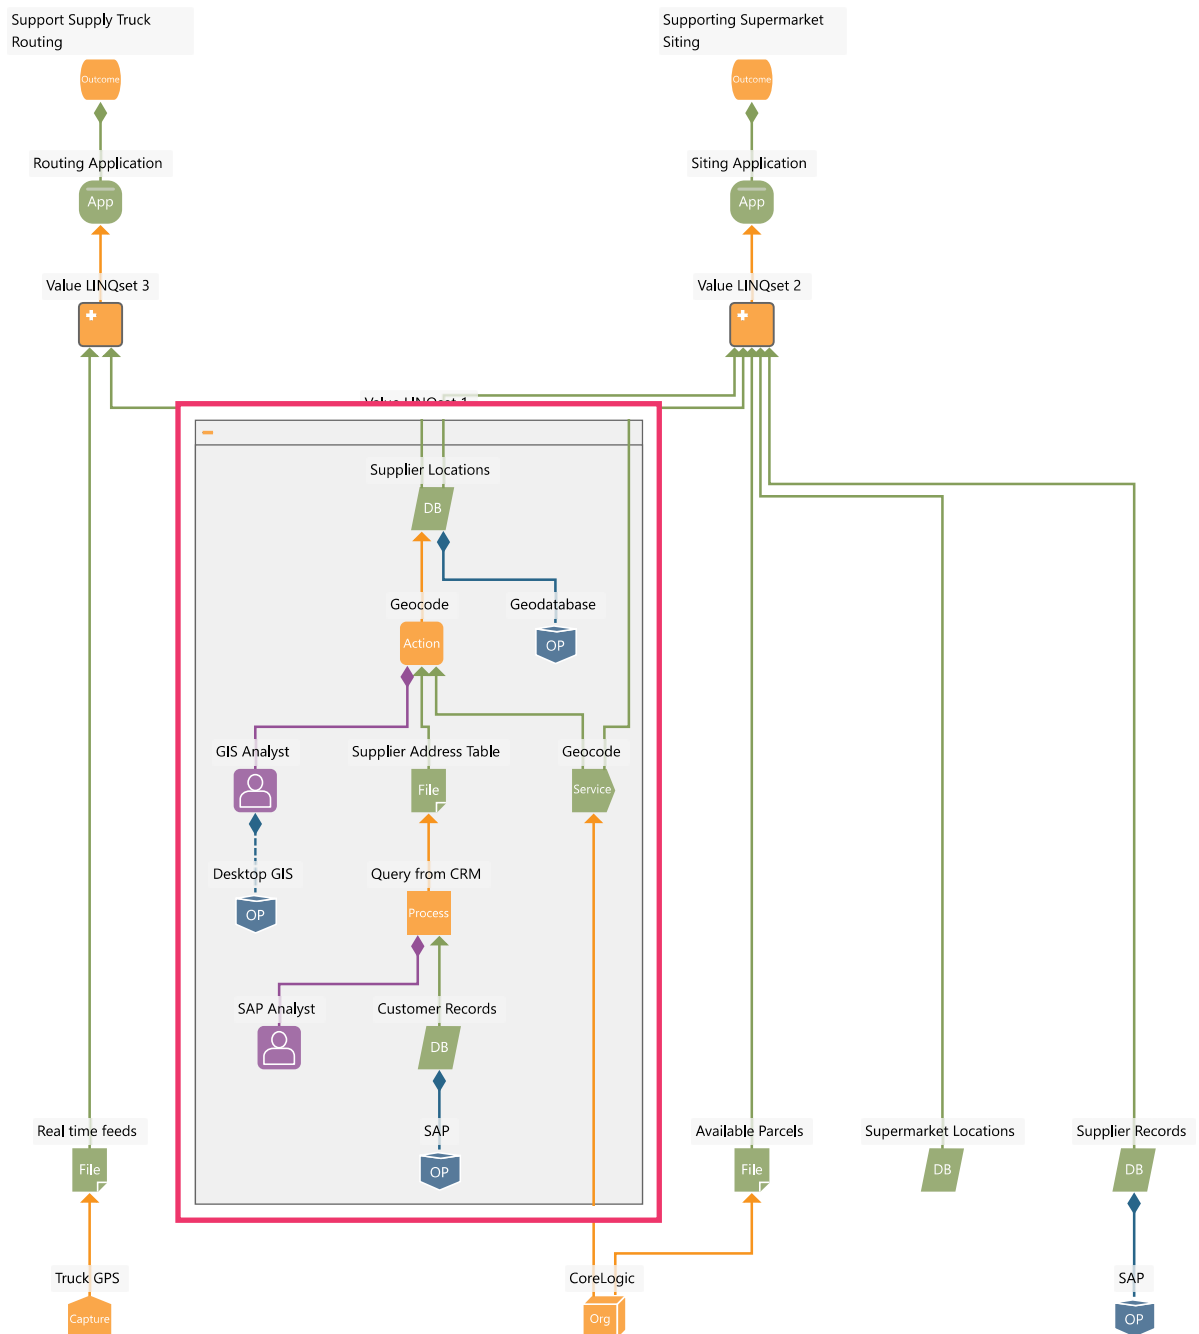 Support Supply Truck
Routing
Supporting Supermarket
Siting
Outcome
Outcome
Routing Application
Siting Application
App
App
Value LINQset 3
Value LINQset 2
Value LINQset 1
Supplier Locations
DB
Geocode
Geodatabase
Action
OP
GIS Analyst
Supplier Address Table
Geocode
File
Service
Desktop GIS
Query from CRM
OP
Process
SAP Analyst
Customer Records
DB
Real time feeds
SAP
Available Parcels
Supermarket Locations
Supplier Records
File
OP
File
DB
DB
Truck GPS
CoreLogic
SAP
Capture
Org
OP